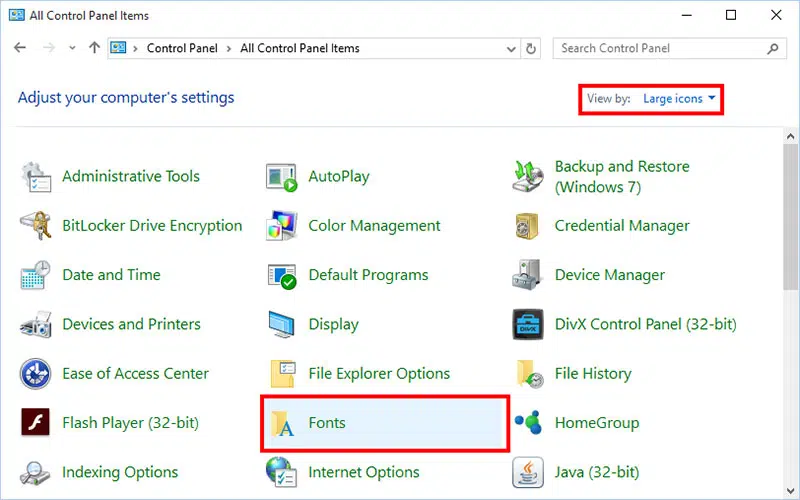 All Control Panel Items
Control Panel > All Control Panel Items
Search Control Panel
Adjust your computer's settings
View by: Large icons
Administrative Tools
AutoPlay
Backup and Restore
(Windows 7)
BitLocker Drive Encryption
Color Management
Credential Manager
Date and Time
Default Programs
Device Manager
Devices and Printers
Display
DivX
DivX Control Panel (32-bit)
Ease of Access Center
File Explorer Options
File History
Flash Player (32-bit)
Fonts
HomeGroup
Indexing Options
Internet Options
Java (32-bit)